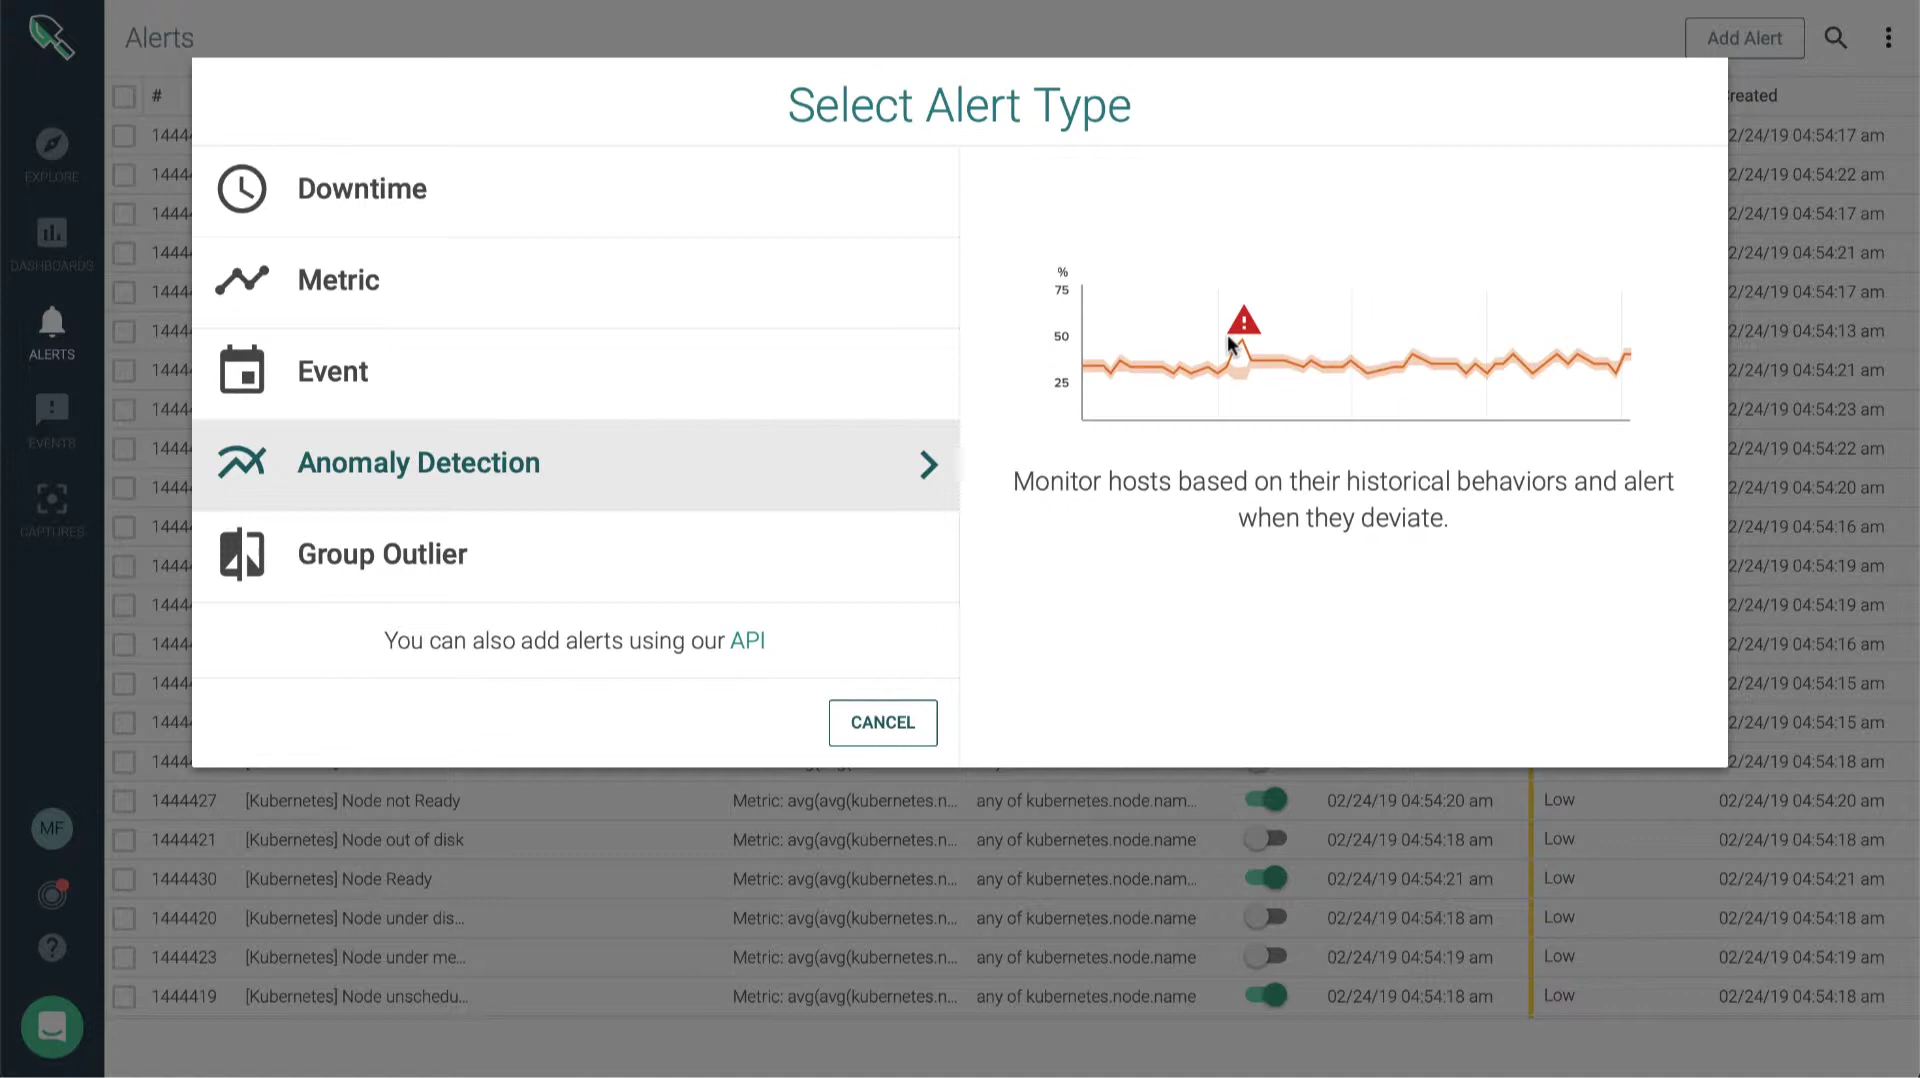 Alerts
Add Alert
Select Alert Type
# reated
EXPLORE
DASHBOARDS
ALERTS
EVENTS
CAPTURES
MF
Downtime
Metric
Event
Anomaly Detection
Group Outlier
You can also add alerts using our API
CANCEL
%
75
50
25
Monitor hosts based on their historical behaviors and alert
when they deviate.
1444 2/24/19 04:54:17 am
1444 2/24/19 04:54:22 am
1444 2/24/19 04:54:17 am
1444 2/24/19 04:54:21 am
1444 2/24/19 04:54:17 am
1444 2/24/19 04:54:13 am
1444 2/24/19 04:54:21 am
1444 2/24/19 04:54:23 am
1444 2/24/19 04:54:22 am
1444 2/24/19 04:54:20 am
1444 2/24/19 04:54:16 am
1444 2/24/19 04:54:19 am
1444 2/24/19 04:54:19 am
1444 2/24/19 04:54:16 am
1444 2/24/19 04:54:15 am
1444 2/24/19 04:54:15 am
1444 2/24/19 04:54:18 am
1444427 [Kubernetes] Node not Ready Metric: avg(avg(kubernetes.n... any of kubernetes.node.nam... 02/24/19 04:54:20 am Low 02/24/19 04:54:20 am
1444421 [Kubernetes] Node out of disk Metric: avg(avg(kubernetes.n... any of kubernetes.node.name 02/24/19 04:54:18 am Low 02/24/19 04:54:18 am
1444430 [Kubernetes] Node Ready Metric: avg(avg(kubernetes.n... any of kubernetes.node.nam... 02/24/19 04:54:21 am Low 02/24/19 04:54:21 am
1444420 [Kubernetes] Node under dis... Metric: avg(avg(kubernetes.n... any of kubernetes.node.name 02/24/19 04:54:18 am Low 02/24/19 04:54:18 am
1444423 [Kubernetes] Node under me... Metric: avg(avg(kubernetes.n... any of kubernetes.node.name 02/24/19 04:54:19 am Low 02/24/19 04:54:19 am
1444419 [Kubernetes] Node unschedu... Metric: avg(avg(kubernetes.n... any of kubernetes.node.name 02/24/19 04:54:18 am Low 02/24/19 04:54:18 am